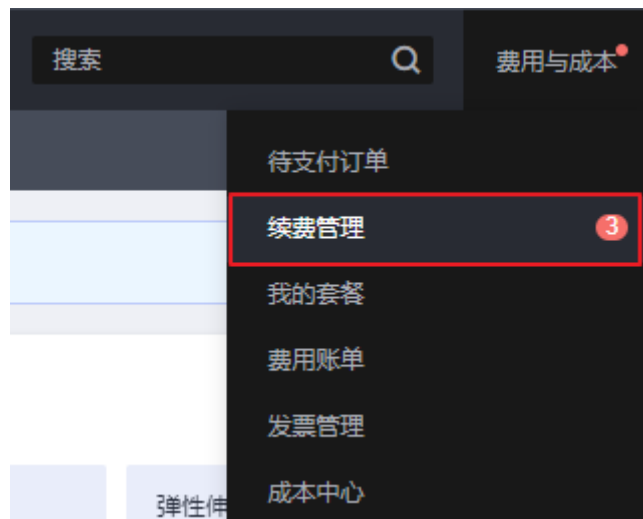 搜索
费用与成本
待支付订单
续费管理
3
我的套餐
费用账单
发票管理
成本中心
弹性伸